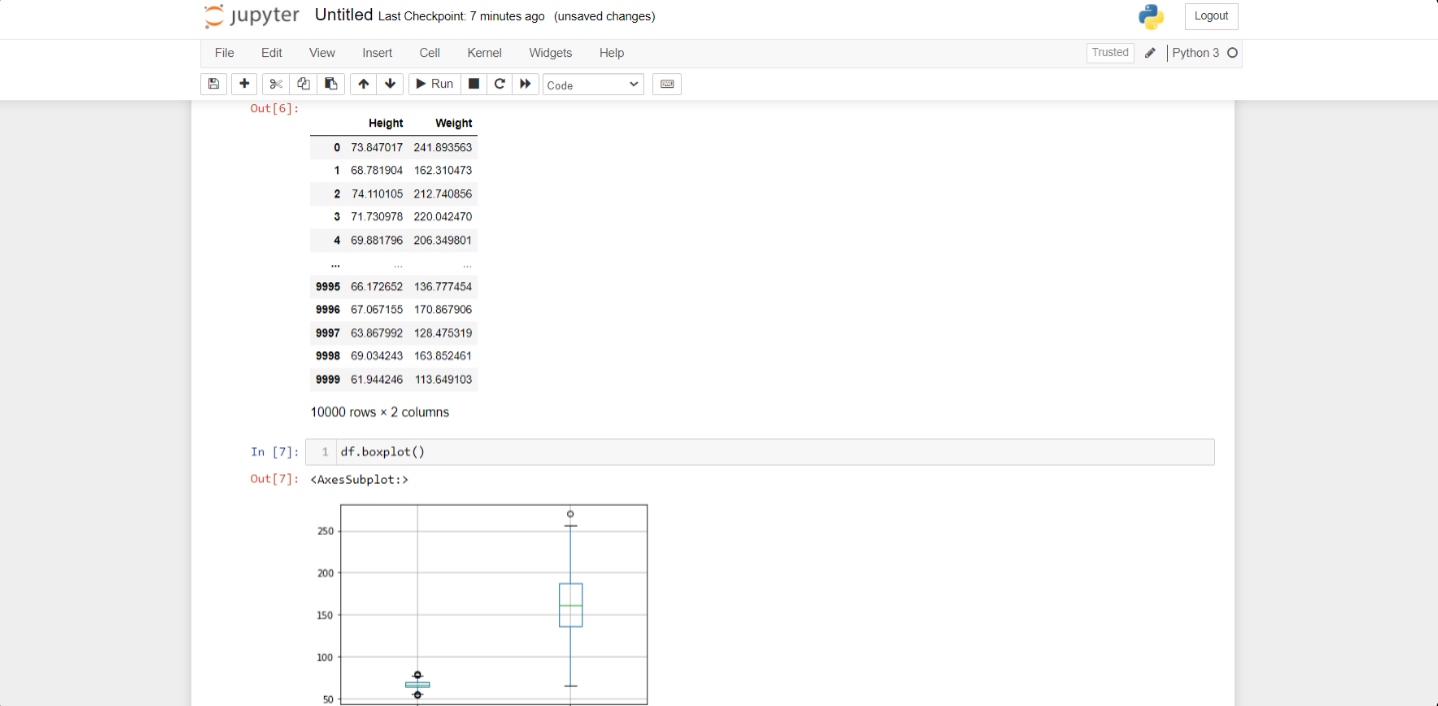 jupyter Untitled Last Checkpoint: 7 minutes ago (unsaved changes) Logout
File Edit View Insert Cell Kernel Widgets Help Trusted Python 3
Run Code
Out[6]:
Height Weight
0 73.847017 241.893563
1 68.781904 162.310473
2 74.110105 212.740856
3 71.730978 220.042470
4 69.881796 206.349801
... ... ...
9995 66.172652 136.777454
9996 67.067155 170.867906
9997 63.867992 128.475319
9998 69.034243 163.852461
9999 61.944246 113.649103
10000 rows × 2 columns
In [7]: 1 df.boxplot()
Out[7]: <AxesSubplot:>
250
200
150
100
50